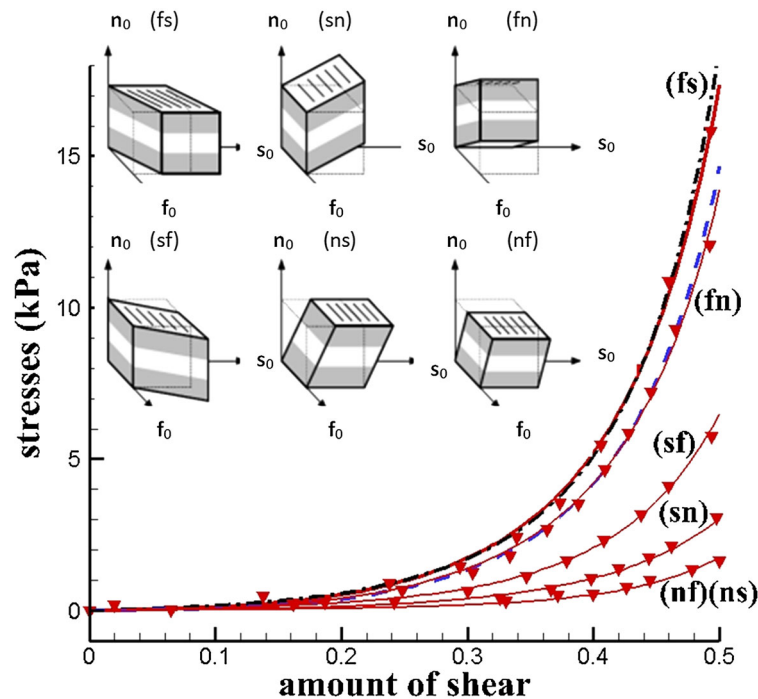 n₀ (fs)
n₀ (sn)
n₀ (fn)
s₀
s₀
s₀
f₀
f₀
f₀
n₀ (sf)
n₀ (ns)
n₀ (nf)
s₀
s₀
s₀
f₀
f₀
f₀
(fs)
(fn)
(sf)
(sn)
(nf)(ns)
stresses (kPa)
15
10
5
0
0
0.1
0.2
0.3
0.4
0.5
amount of shear